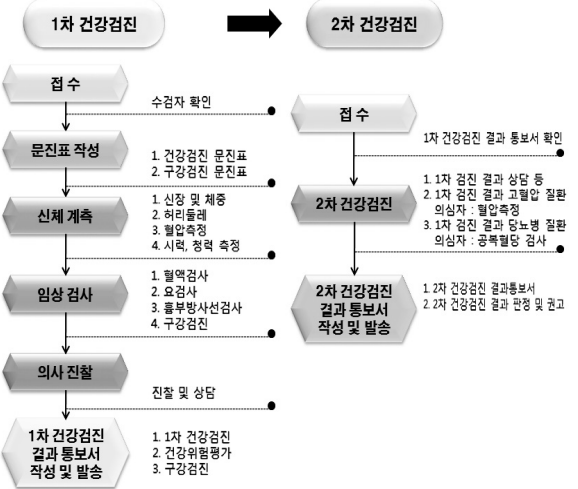 1차 건강검진
접 수
수검자 확인
문진표 작성
1. 건강검진 문진표
2. 구강검진 문진표
신체 계측
1. 신장 및 체중
2. 허리둘레
3. 혈압측정
4. 시력, 청력 측정
임상 검사
1. 혈액검사
2. 요검사
3. 흉부방사선검사
4. 구강검진
의사 진찰
진찰 및 상담
1차 건강검진
결과 통보서
작성 및 발송
1. 1차 건강검진
2. 건강위험평가
3. 구강검진
2차 건강검진
접 수
1차 건강검진 결과 통보서 확인
2차 건강검진
1. 1차 검진 결과 상담 등
2. 1차 검진 결과 고혈압 질환
의심자 : 혈압측정
3. 1차 검진 결과 당뇨병 질환
의심자 : 공복혈당 검사
2차 건강검진
결과 통보서
작성 및 발송
1. 2차 건강검진 결과통보서
2. 2차 건강검진 결과 판정 및 권고